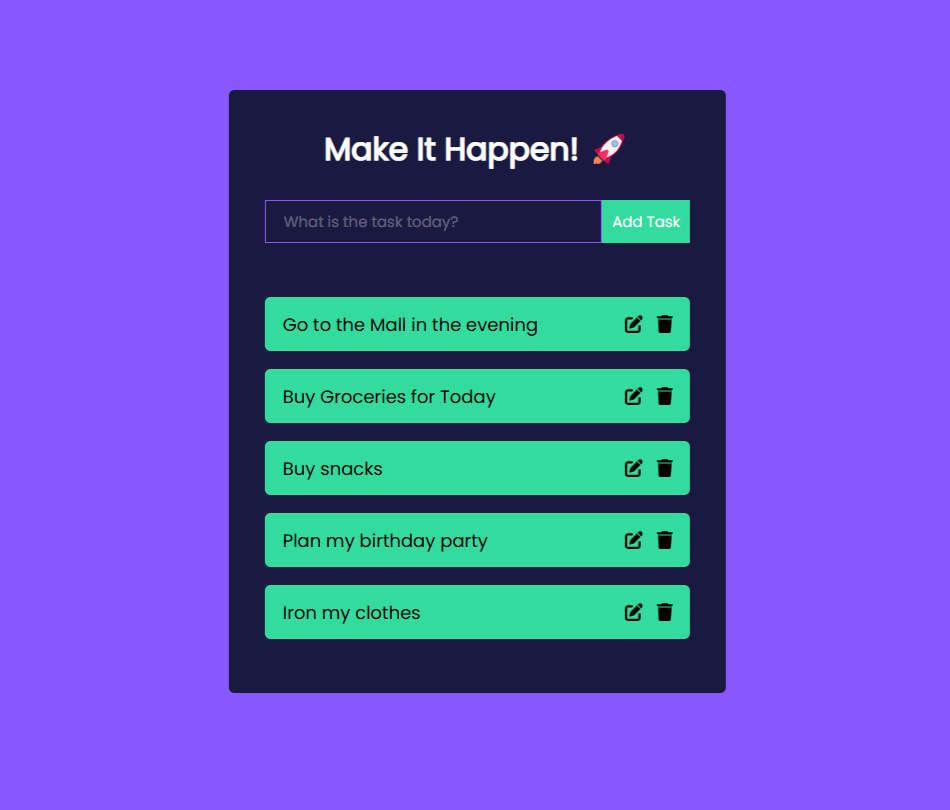 Make It Happen! 🚀
What is the task today?
Add Task
Go to the Mall in the evening
Buy Groceries for Today
Buy snacks
Plan my birthday party
Iron my clothes